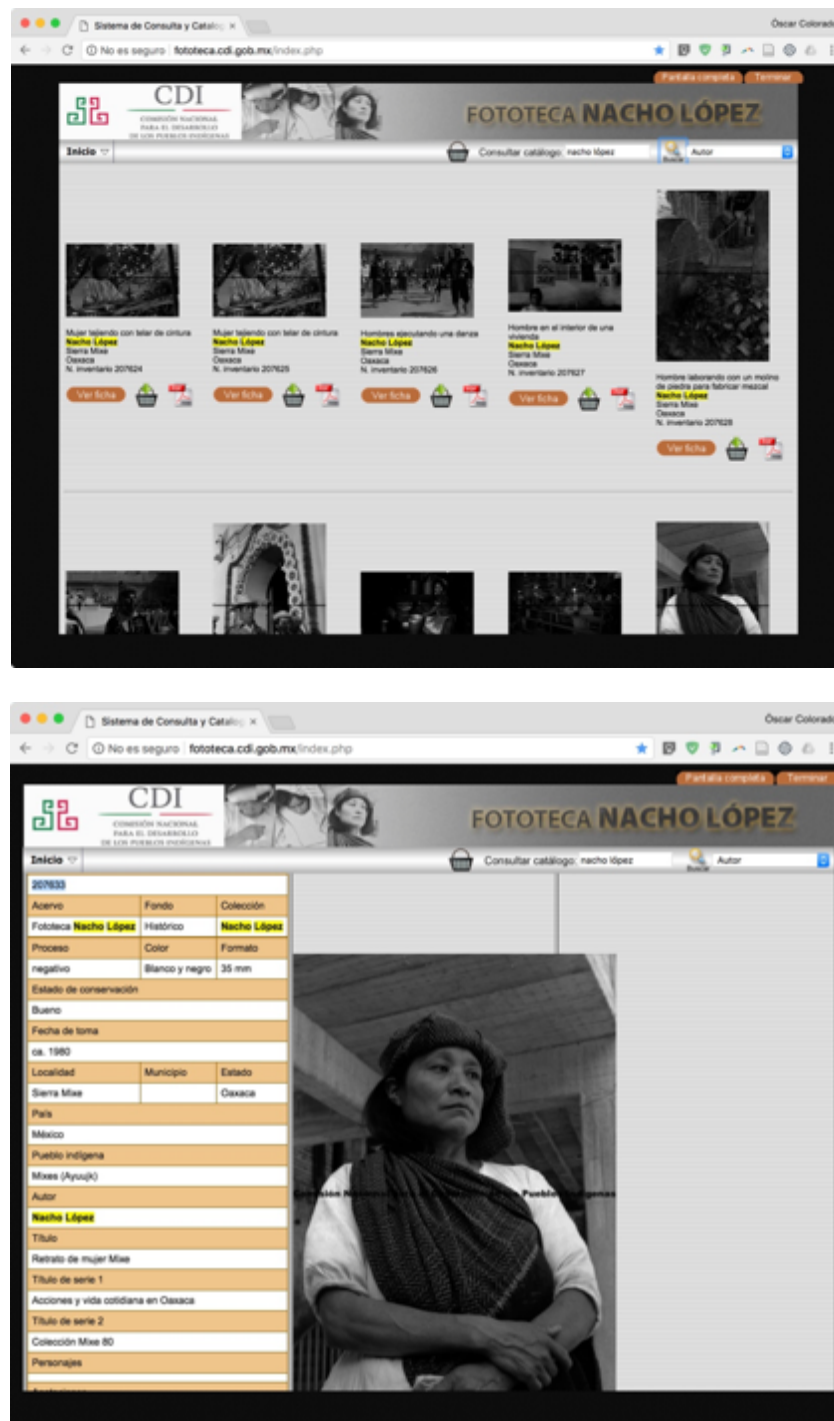 Sistema de Consulta y Catalog
Óscar Colorado
No es seguro fototeca.cdi.gob.mx/index.php
Pantalla completa Terminar
CDI
COMISIÓN NACIONAL
PARA EL DESARROLLO
DE LOS PUEBLOS INDÍGENAS
FOTOTECA NACHO LÓPEZ
Inicio Consultar catálogo: nacho lópez Buscar Autor
Mujer tejiendo con telar de cintura
Nacho López
Sierra Mixe
Oaxaca
N. inventario 207624
Ver ficha
Mujer tejiendo con telar de cintura
Nacho López
Sierra Mixe
Oaxaca
N. inventario 207625
Ver ficha
Hombres ejecutando una danza
Nacho López
Sierra Mixe
Oaxaca
N. inventario 207626
Ver ficha
Hombre en el interior de una
vivienda
Nacho López
Sierra Mixe
Oaxaca
N. inventario 207627
Ver ficha
Hombre laborando con un molino
de piedra para fabricar mezcal
Nacho López
Sierra Mixe
Oaxaca
N. inventario 207628
Ver ficha
Sistema de Consulta y Catalog
Óscar Colorado
No es seguro fototeca.cdi.gob.mx/index.php
Pantalla completa Terminar
CDI
COMISIÓN NACIONAL
PARA EL DESARROLLO
DE LOS PUEBLOS INDÍGENAS
FOTOTECA NACHO LÓPEZ
Inicio Consultar catálogo: nacho lópez Buscar Autor
207633
Acervo Fondo Colección
Fototeca Nacho López Histórico Nacho López
Proceso Color Formato
negativo Blanco y negro 35 mm
Estado de conservación
Bueno
Fecha de toma
ca. 1980
Localidad Municipio Estado
Sierra Mixe Oaxaca
País
México
Pueblo indígena
Mixes (Ayuujk)
Autor
Nacho López
Título
Retrato de mujer Mixe
Título de serie 1
Acciones y vida cotidiana en Oaxaca
Título de serie 2
Colección Mixe 80
Personajes